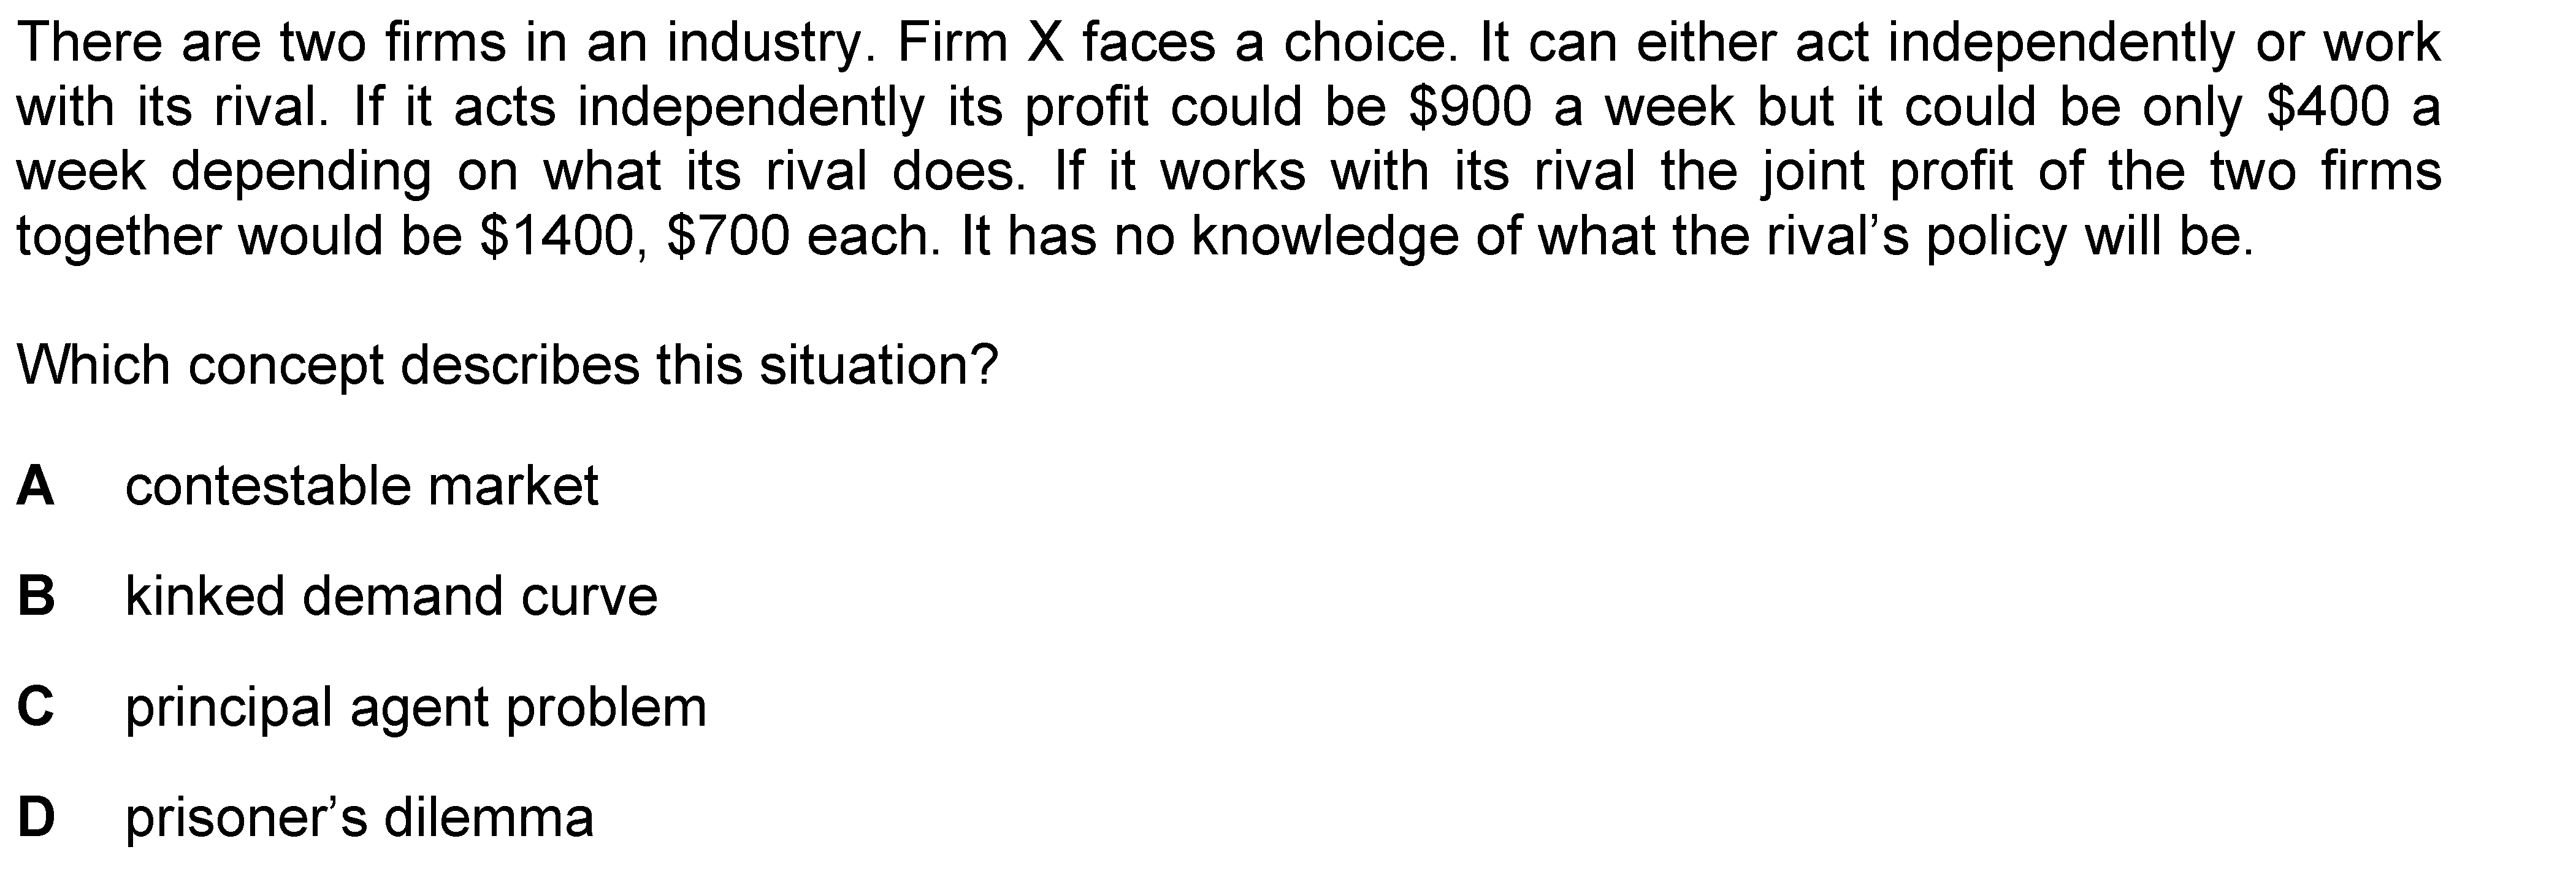 There are two firms in an industry. Firm X faces a choice. It can either act independently or work
with its rival. If it acts independently its profit could be $900 a week but it could be only $400 a
week depending on what its rival does. If it works with its rival the joint profit of the two firms
together would be $1400, $700 each. It has no knowledge of what the rival’s policy will be.
Which concept describes this situation?
A contestable market
B kinked demand curve
C principal agent problem
D prisoner’s dilemma